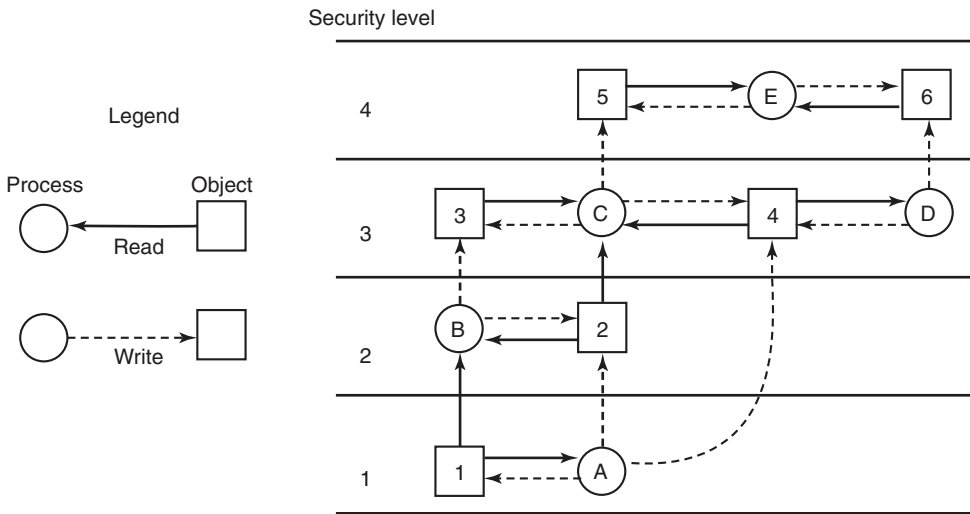 Security level
Legend
Process
Object
Read
Write
4
5
E
6
3
3
C
4
D
2
B
2
1
1
A